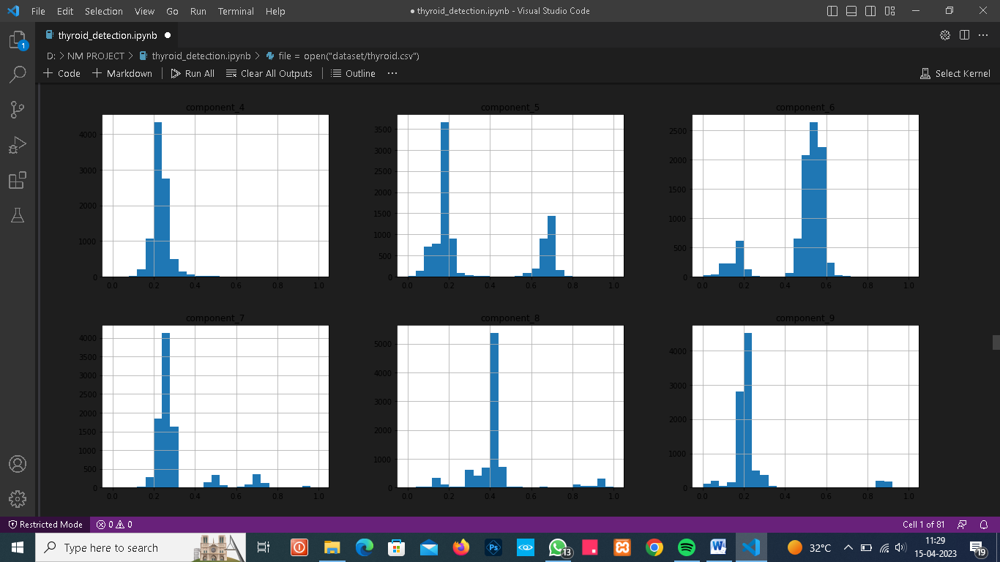 File Edit Selection View Go Run Terminal Help ● thyroid_detection.ipynb - Visual Studio Code
thyroid_detection.ipynb ●
D: > NM PROJECT > thyroid_detection.ipynb > file = open("dataset/thyroid.csv")
+ Code + Markdown Run All Clear All Outputs Outline ··· Select Kernel
1
component_4
4000
3000
2000
1000
0
0.0 0.2 0.4 0.6 0.8 1.0
component_5
3500
3000
2500
2000
1500
1000
500
0
0.0 0.2 0.4 0.6 0.8 1.0
component_6
2500
2000
1500
1000
500
0
0.0 0.2 0.4 0.6 0.8 1.0
component_7
4000
3500
3000
2500
2000
1500
1000
500
0
0.0 0.2 0.4 0.6 0.8 1.0
component_8
5000
4000
3000
2000
1000
0
0.0 0.2 0.4 0.6 0.8 1.0
component_9
4000
3000
2000
1000
0
0.0 0.2 0.4 0.6 0.8 1.0
Restricted Mode 0 0 Cell 1 of 81
Type here to search Ps 13 W 32°C 11:29
15-04-2023 19